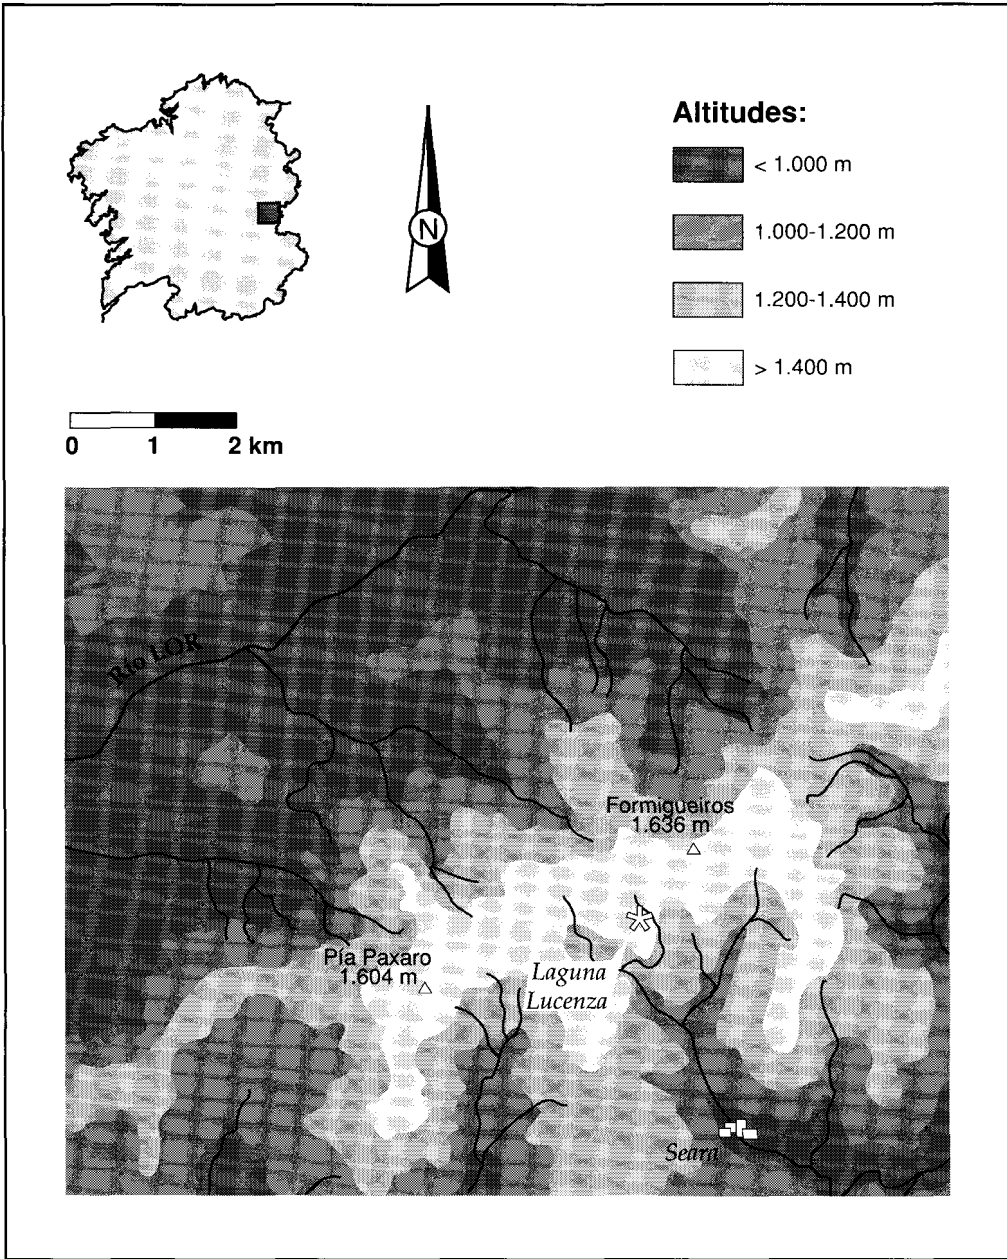 Altitudes:
< 1.000 m
1.000-1.200 m
1.200-1.400 m
> 1.400 m
N
0 1 2 km
Río LOR
Formigueiros
1.636 m
Pía Paxaro
1.604 m
Laguna
Lucenza
Seara